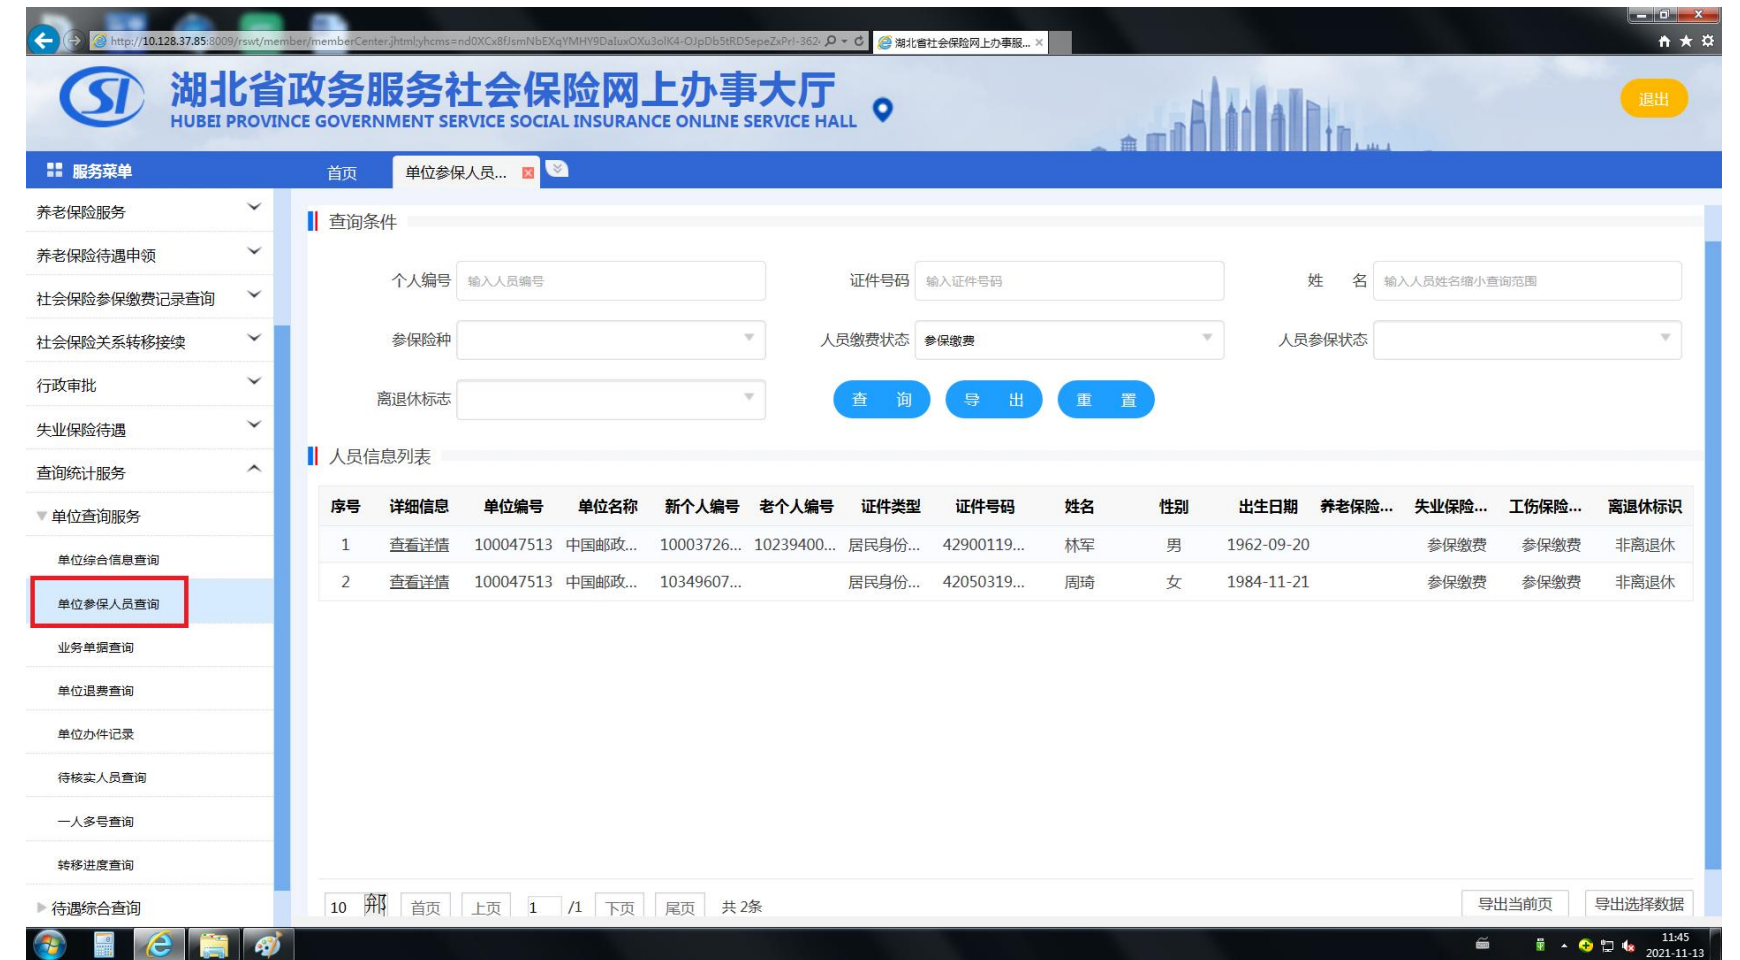 http://10.128.37.85:8009/rswt/member/memberCenter.jhtml;yhcms=
湖北省社会保险网上办事服... ×
湖北省政务服务社会保险网上办事大厅
HUBEI PROVINCE GOVERNMENT SERVICE SOCIAL INSURANCE ONLINE SERVICE HALL
退出
服务菜单 首页 单位参保人员...
养老保险服务
养老保险待遇申领
社会保险参保缴费记录查询
社会保险关系转移接续
行政审批
失业保险待遇
查询统计服务
单位查询服务
单位综合信息查询
单位参保人员查询
业务单据查询
单位退费查询
单位办件记录
待核实人员查询
一人多号查询
转移进度查询
待遇综合查询
查询条件
个人编号 输入人员编号 证件号码 输入证件号码 姓 名 输入人员姓名缩小查询范围
参保险种 人员缴费状态 参保缴费 人员参保状态
离退休标志 查 询 导 出 重 置
人员信息列表
序号 详细信息 单位编号 单位名称 新个人编号 老个人编号 证件类型 证件号码 姓名 性别 出生日期 养老保险... 失业保险... 工伤保险... 离退休标识
1 查看详情 100047513 中国邮政... 10003726... 10239400... 居民身份... 42900119... 林军 男 1962-09-20 参保缴费 参保缴费 非离退休
2 查看详情 100047513 中国邮政... 10349607... 居民身份... 42050319... 周琦 女 1984-11-21 参保缴费 参保缴费 非离退休
10 首页 上页 1 /1 下页 尾页 共 2条 导出当前页 导出选择数据
11:45
2021-11-13